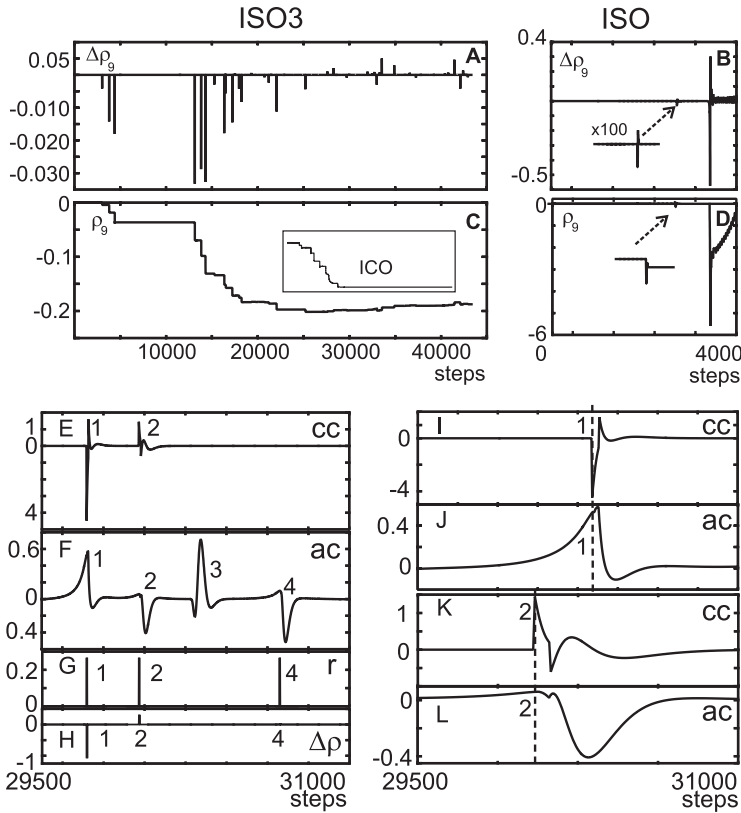 ISO3
ISO
0.05
Δρ9
A
-0.010
-0.020
-0.030
0.4
Δρ9
B
x100
-0.5
0
ρ9
C
-0.1
ICO
-0.2
10000
20000
30000
40000
steps
0
ρ9
D
-6
0
4000
steps
1
E
1
2
cc
0
4
0.6
F
1
2
3
4
ac
0
0.4
0.2
G
1
2
4
r
0
0
H
1
2
4
Δρ
-1
29500
31000
steps
I
1
cc
0
-4
0.4
J
1
ac
0
K
2
cc
1
0
-0
L
2
ac
-0.4
29500
31000
steps